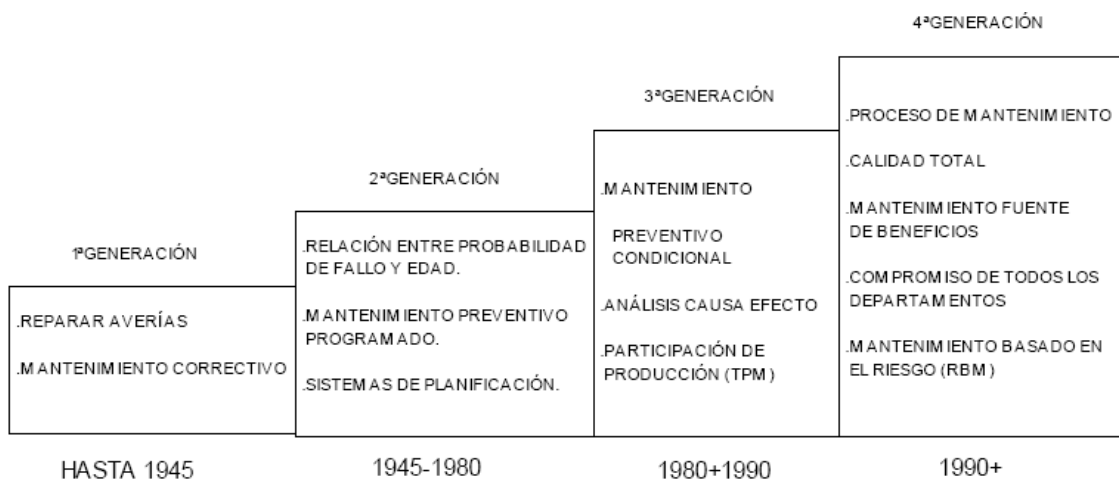 1ªGENERACIÓN
.REPARAR AVERÍAS
.MANTENIMIENTO CORRECTIVO
HASTA 1945
2ªGENERACIÓN
.RELACIÓN ENTRE PROBABILIDAD
DE FALLO Y EDAD.
.MANTENIMIENTO PREVENTIVO
PROGRAMADO.
.SISTEMAS DE PLANIFICACIÓN.
1945-1980
3ªGENERACIÓN
.MANTENIMIENTO
PREVENTIVO
CONDICIONAL
.ANÁLISIS CAUSA EFECTO
.PARTICIPACIÓN DE
PRODUCCIÓN (TPM)
1980+1990
4ªGENERACIÓN
.PROCESO DE MANTENIMIENTO
.CALIDAD TOTAL
.MANTENIMIENTO FUENTE
DE BENEFICIOS
.COMPROMISO DE TODOS LOS
DEPARTAMENTOS
.MANTENIMIENTO BASADO EN
EL RIESGO (RBM)
1990+